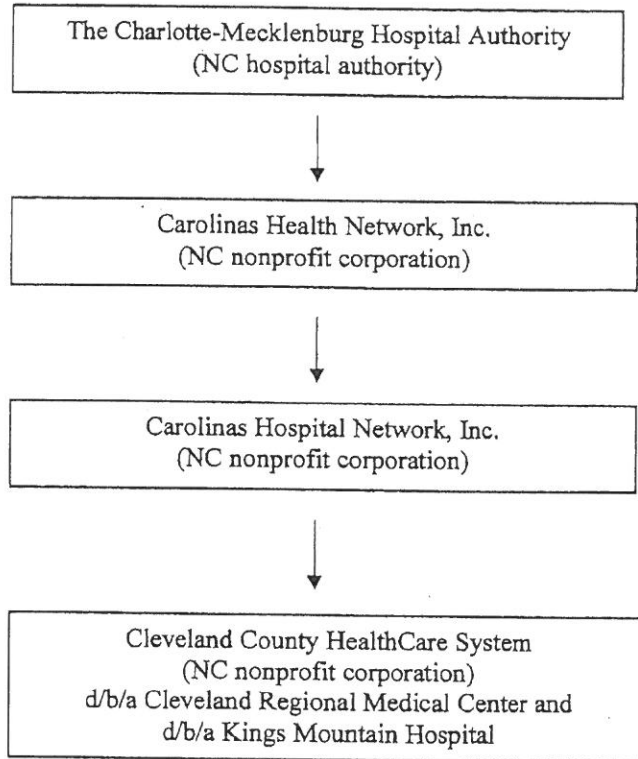 The Charlotte-Mecklenburg Hospital Authority
(NC hospital authority)
Carolinas Health Network, Inc.
(NC nonprofit corporation)
Carolinas Hospital Network, Inc.
(NC nonprofit corporation)
Cleveland County HealthCare System
(NC nonprofit corporation)
d/b/a Cleveland Regional Medical Center and
d/b/a Kings Mountain Hospital